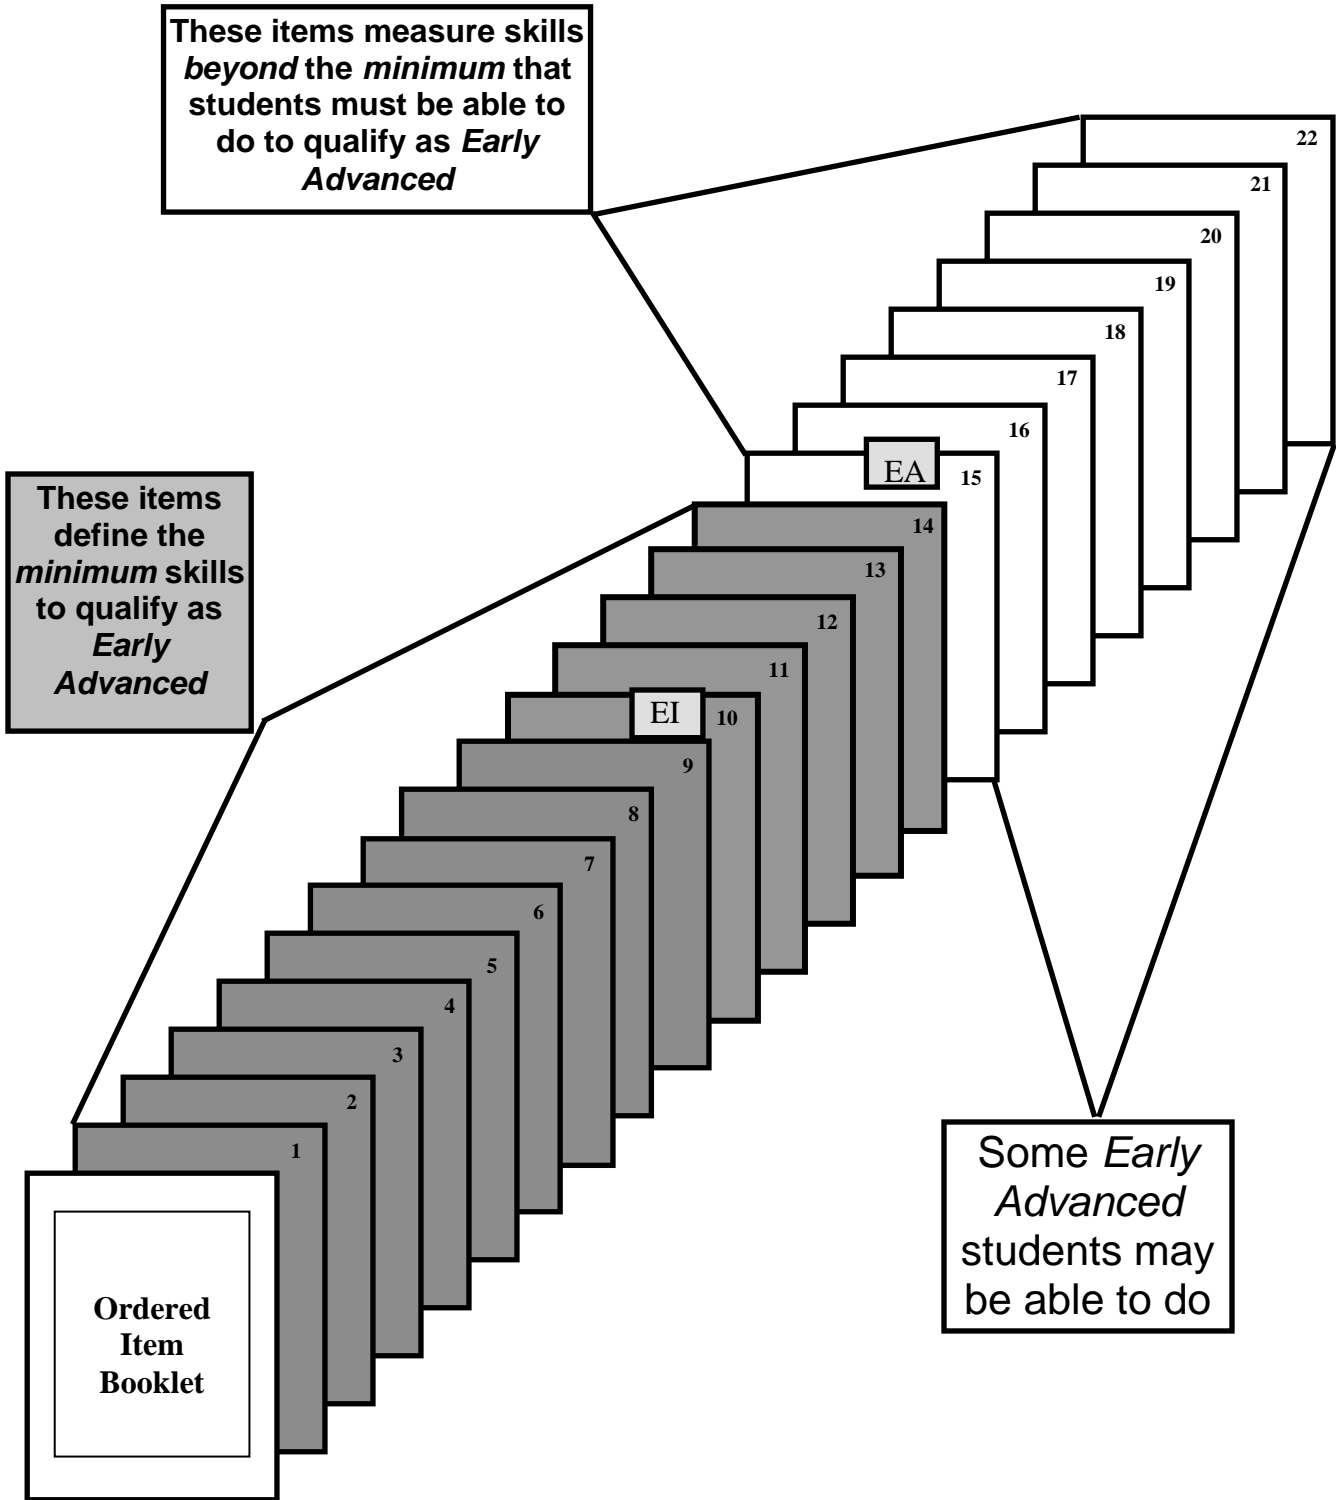 These items measure skills
beyond the minimum that
students must be able to
do to qualify as Early
Advanced
22
21
20
19
18
17
16
EA
15
These items
define the
minimum skills
to qualify as
Early
Advanced
14
13
12
11
EI
10
9
8
7
6
5
4
3
2
1
Ordered
Item
Booklet
Some Early
Advanced
students may
be able to do